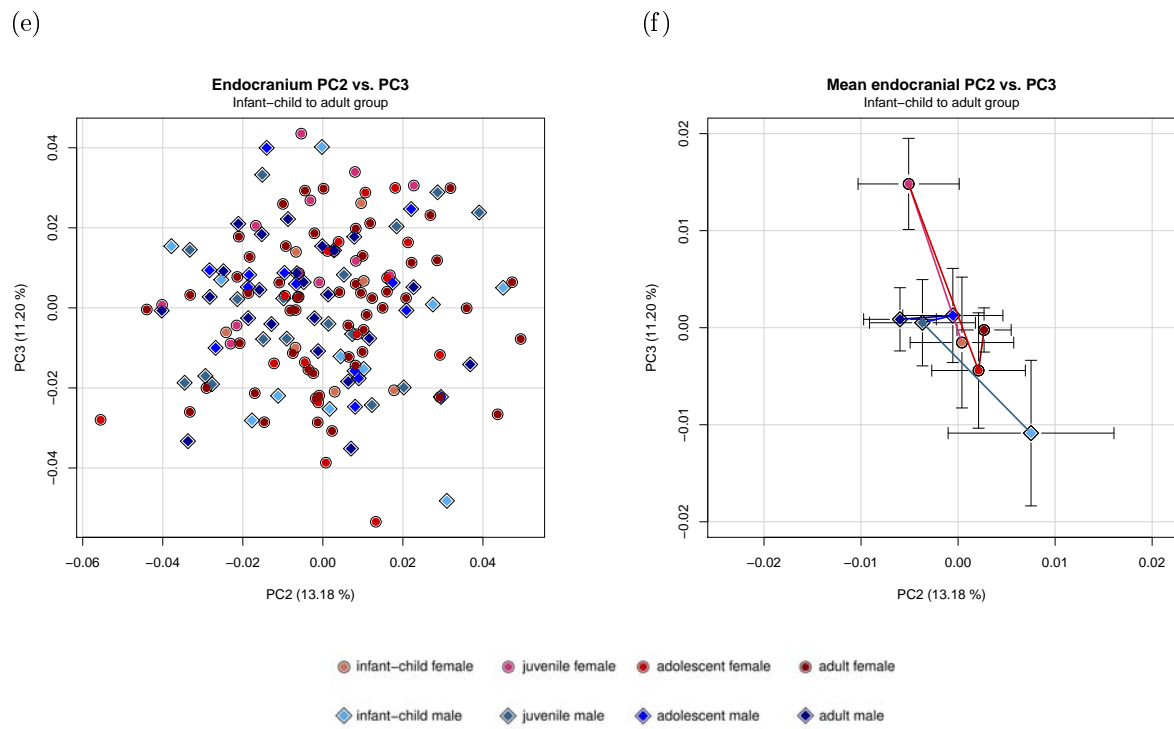 (e)
(f)
Endocranium PC2 vs. PC3
Infant−child to adult group
PC3 (11.20 %)
0.04
0.02
0.00
−0.02
−0.04
−0.06
−0.04
−0.02
0.00
0.02
0.04
PC2 (13.18 %)
Mean endocranial PC2 vs. PC3
Infant−child to adult group
PC3 (11.20 %)
0.02
0.01
0.00
−0.01
−0.02
−0.02
−0.01
0.00
0.01
0.02
PC2 (13.18 %)
infant−child female
juvenile female
adolescent female
adult female
infant−child male
juvenile male
adolescent male
adult male